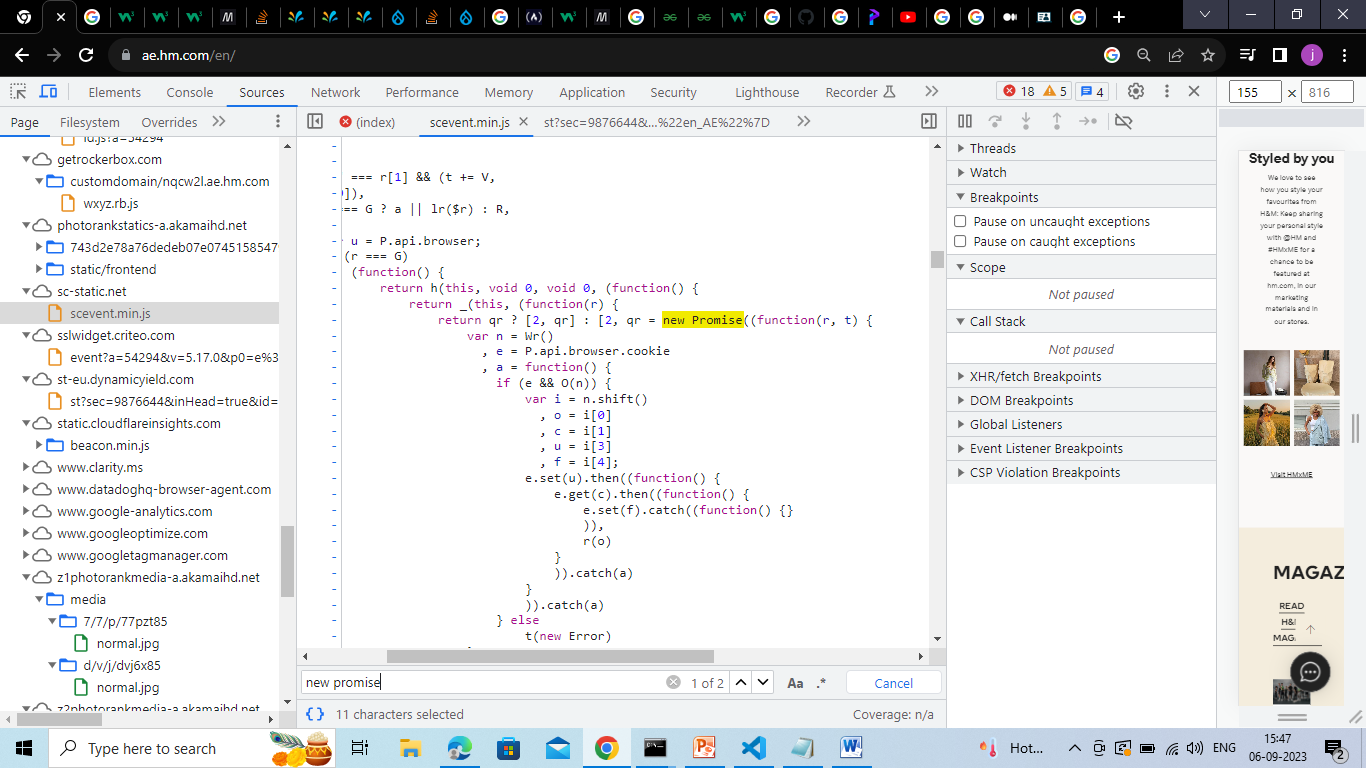 ae.hm.com/en/
j
Elements Console Sources Network Performance Memory Application Security Lighthouse Recorder
18 5 4
155 × 816
Page Filesystem Overrides
(index) scevent.min.js st?sec=9876644&...%22en_AE%22%7D
id.js?a=54294
getrockerbox.com
customdomain/nqcw2l.ae.hm.com
wxyz.rb.js
photorankstatics-a.akamaihd.net
743d2e78a76dedeb07e0745158547
static/frontend
sc-static.net
scevent.min.js
sslwidget.criteo.com
event?a=54294&v=5.17.0&p0=e%3
st-eu.dynamicyield.com
st?sec=9876644&inHead=true&id=
static.cloudflareinsights.com
beacon.min.js
www.clarity.ms
www.datadoghq-browser-agent.com
www.google-analytics.com
www.googleoptimize.com
www.googletagmanager.com
z1photorankmedia-a.akamaihd.net
media
7/7/p/77pzt85
normal.jpg
d/v/j/dvj6x85
normal.jpg
z2photorankmedia-a.akamaihd.net
=== r[1] && (t += V,
]),
== G ? a || lr($r) : R,
u = P.api.browser;
(r === G)
(function() {
return h(this, void 0, void 0, (function() {
return _(this, (function(r) {
return qr ? [2, qr] : [2, qr = new Promise((function(r, t) {
var n = Wr()
, e = P.api.browser.cookie
, a = function() {
if (e && O(n)) {
var i = n.shift()
, o = i[0]
, c = i[1]
, u = i[3]
, f = i[4];
e.set(u).then((function() {
e.get(c).then((function() {
e.set(f).catch((function() {}
)),
r(o)
}
)).catch(a)
}
)).catch(a)
} else
t(new Error)
new promise
1 of 2 Aa .* Cancel
{} 11 characters selected Coverage: n/a
Threads
Watch
Breakpoints
Pause on uncaught exceptions
Pause on caught exceptions
Scope
Not paused
Call Stack
Not paused
XHR/fetch Breakpoints
DOM Breakpoints
Global Listeners
Event Listener Breakpoints
CSP Violation Breakpoints
Styled by you
We love to see
how you style your
favourites from
H&M! Keep sharing
your personal style
with @HM and
#HMxME for a
chance to be
featured at
hm.com, in our
marketing
materials and in
our stores.
Visit HMxME
MAGAZ
READ
H&I
MAG
Type here to search
Hot...
ENG
15:47
06-09-2023
2